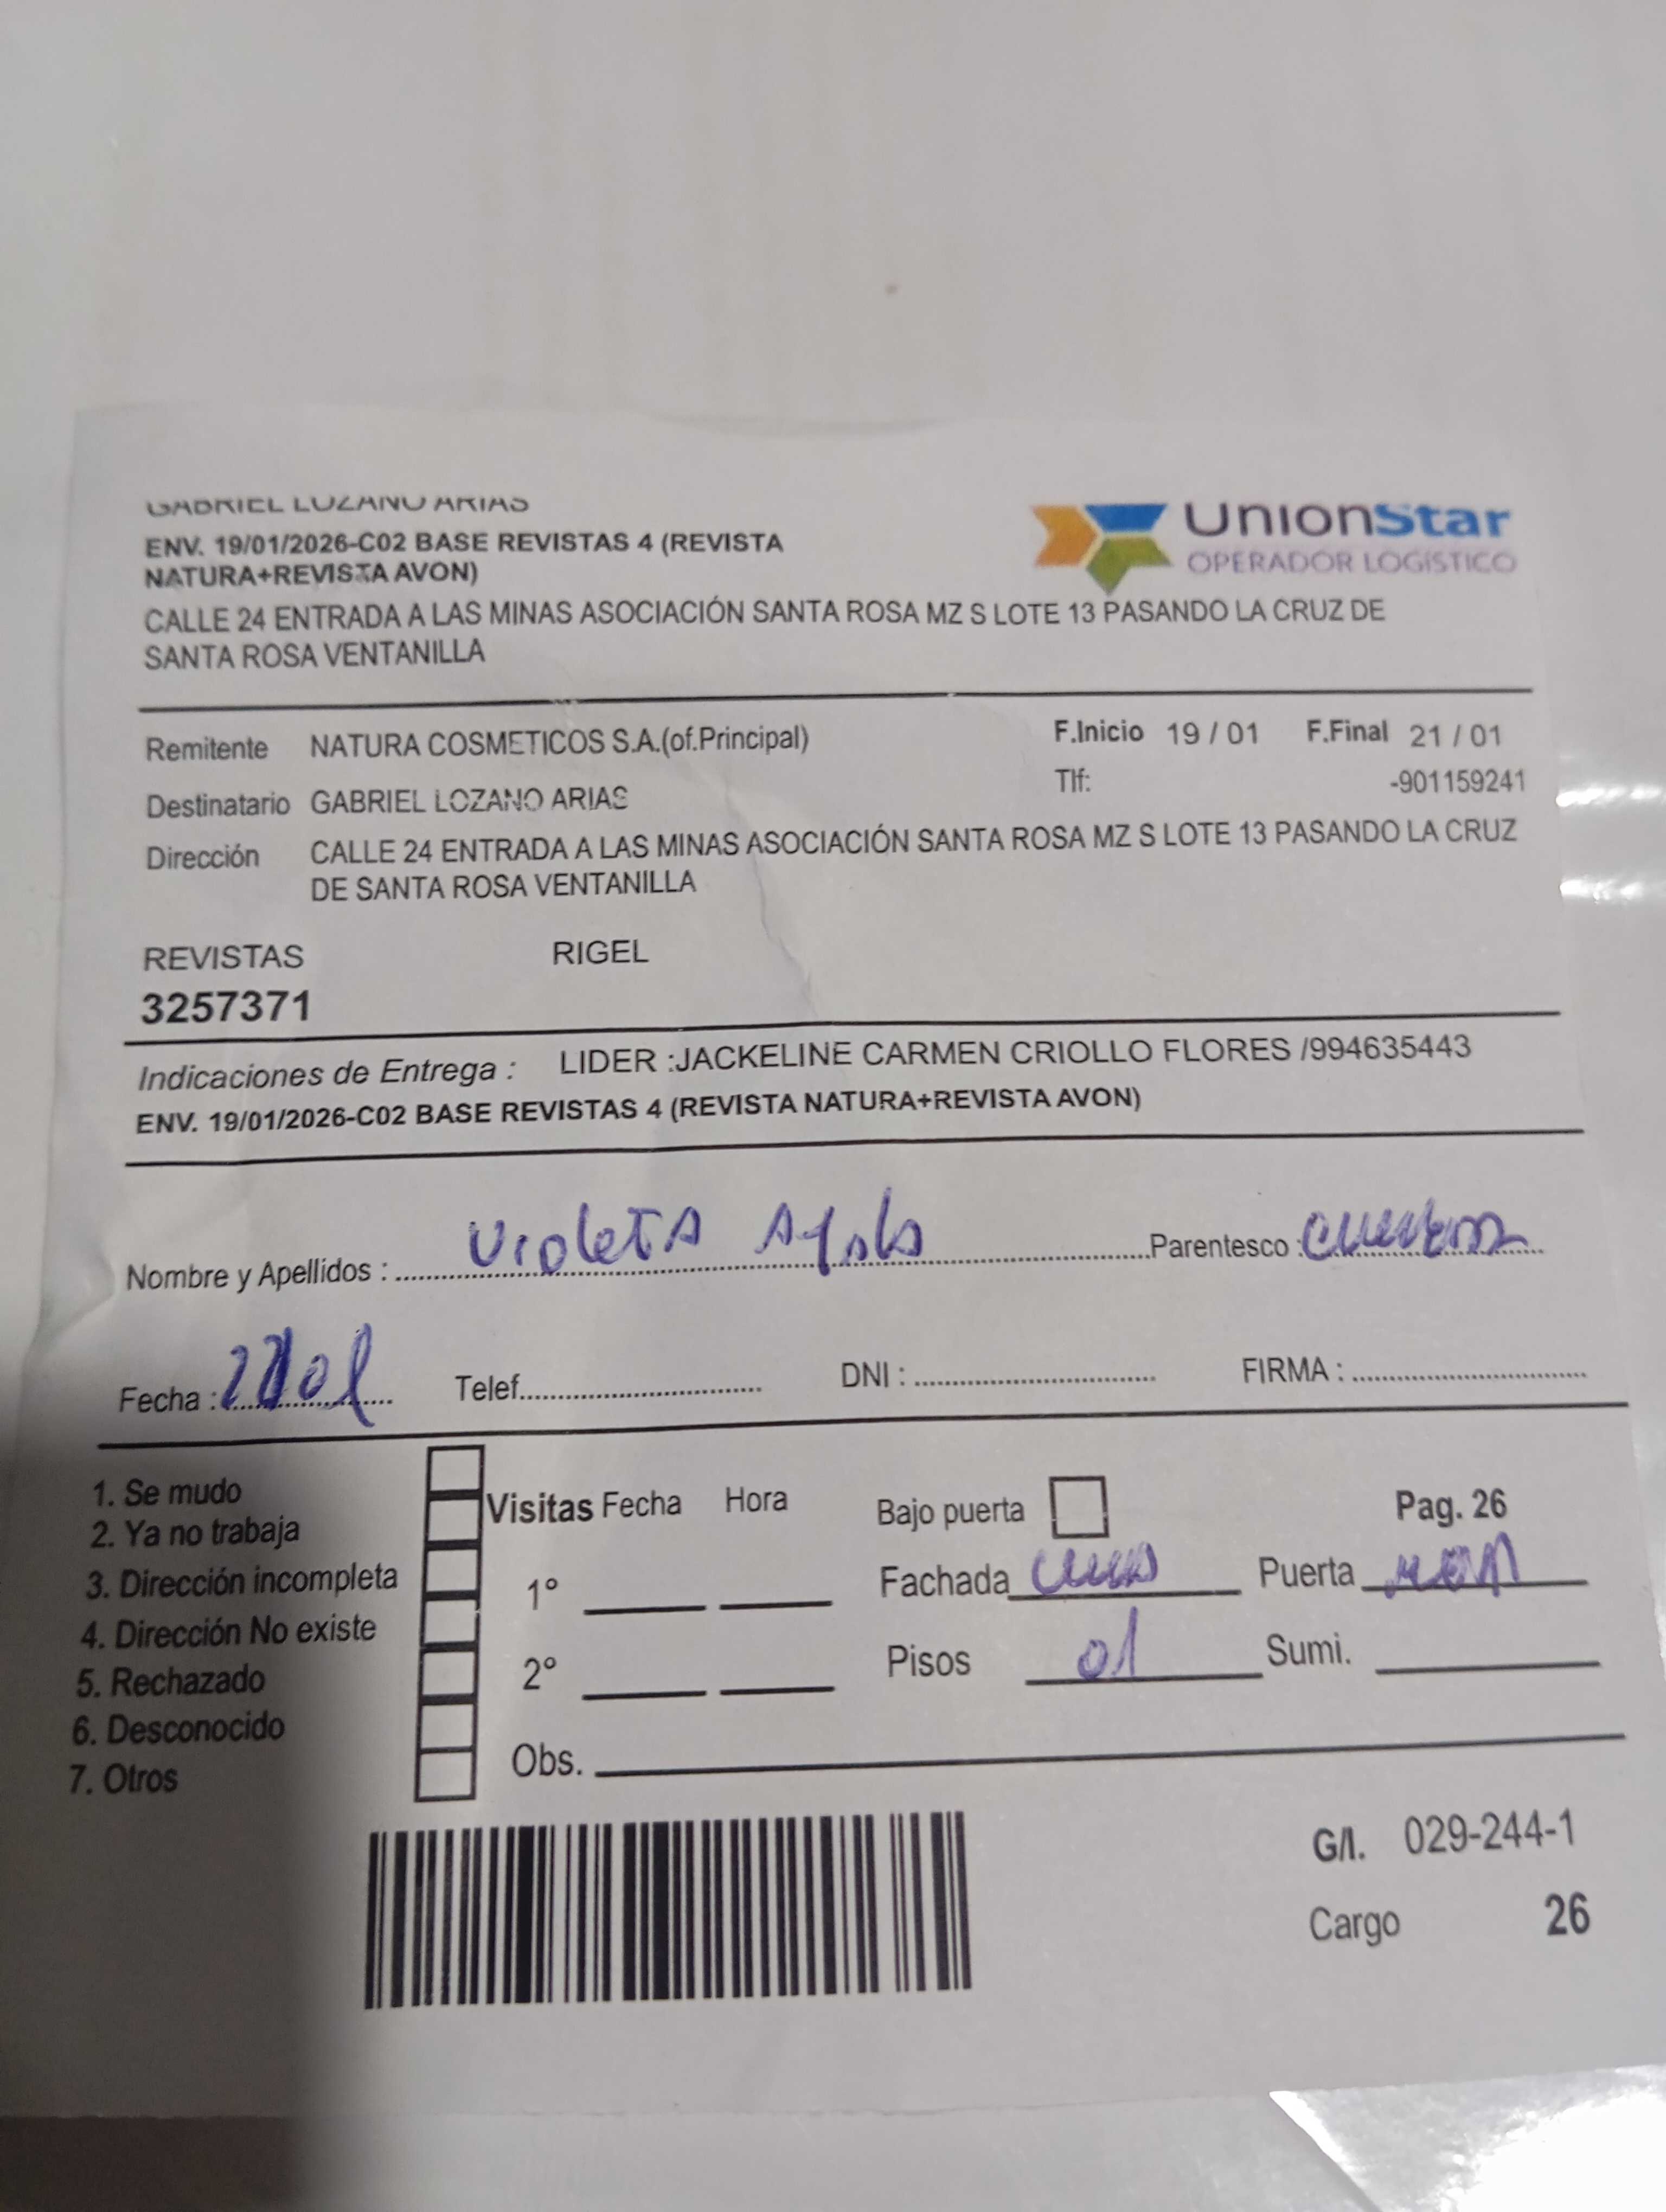 GABRIEL LOZANO ARIAS
UnionStar
OPERADOR LOGÍSTICO
ENV. 19/01/2026-C02 BASE REVISTAS 4 (REVISTA
NATURA+REVISTA AVON)
CALLE 24 ENTRADA A LAS MINAS ASOCIACIÓN SANTA ROSA MZ S LOTE 13 PASANDO LA CRUZ DE
SANTA ROSA VENTANILLA
Remitente NATURA COSMETICOS S.A.(of.Principal) F.Inicio 19 / 01 F.Final 21 / 01
Destinatario GABRIEL LOZANO ARIAS Tlf: -901159241
Dirección CALLE 24 ENTRADA A LAS MINAS ASOCIACIÓN SANTA ROSA MZ S LOTE 13 PASANDO LA CRUZ
DE SANTA ROSA VENTANILLA
REVISTAS RIGEL
3257371
Indicaciones de Entrega : LIDER :JACKELINE CARMEN CRIOLLO FLORES /994635443
ENV. 19/01/2026-C02 BASE REVISTAS 4 (REVISTA NATURA+REVISTA AVON)
Nombre y Apellidos : VioletA Parentesco :
Fecha : Telef. DNI : FIRMA :
1. Se mudo
2. Ya no trabaja
3. Dirección incompleta
4. Dirección No existe
5. Rechazado
6. Desconocido
7. Otros
Visitas Fecha Hora
1°
2°
Obs.
Bajo puerta Pag. 26
Fachada Puerta
Pisos 01 Sumi.
G/l. 029-244-1
Cargo 26